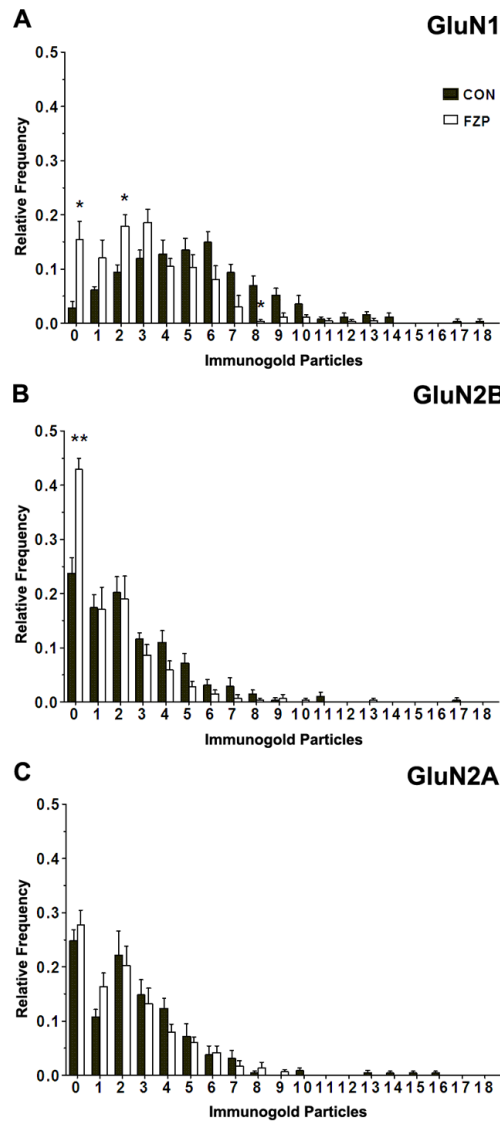 A
GluN1
0.5
0.4
0.3
0.2
0.1
0.0
Relative Frequency
CON
FZP
*
*
*
0 1 2 3 4 5 6 7 8 9 10 11 12 13 14 15 16 17 18
Immunogold Particles
B
GluN2B
0.5
0.4
0.3
0.2
0.1
0.0
Relative Frequency
**
0 1 2 3 4 5 6 7 8 9 10 11 12 13 14 15 16 17 18
Immunogold Particles
C
GluN2A
0.5
0.4
0.3
0.2
0.1
0.0
Relative Frequency
0 1 2 3 4 5 6 7 8 9 10 11 12 13 14 15 16 17 18
Immunogold Particles